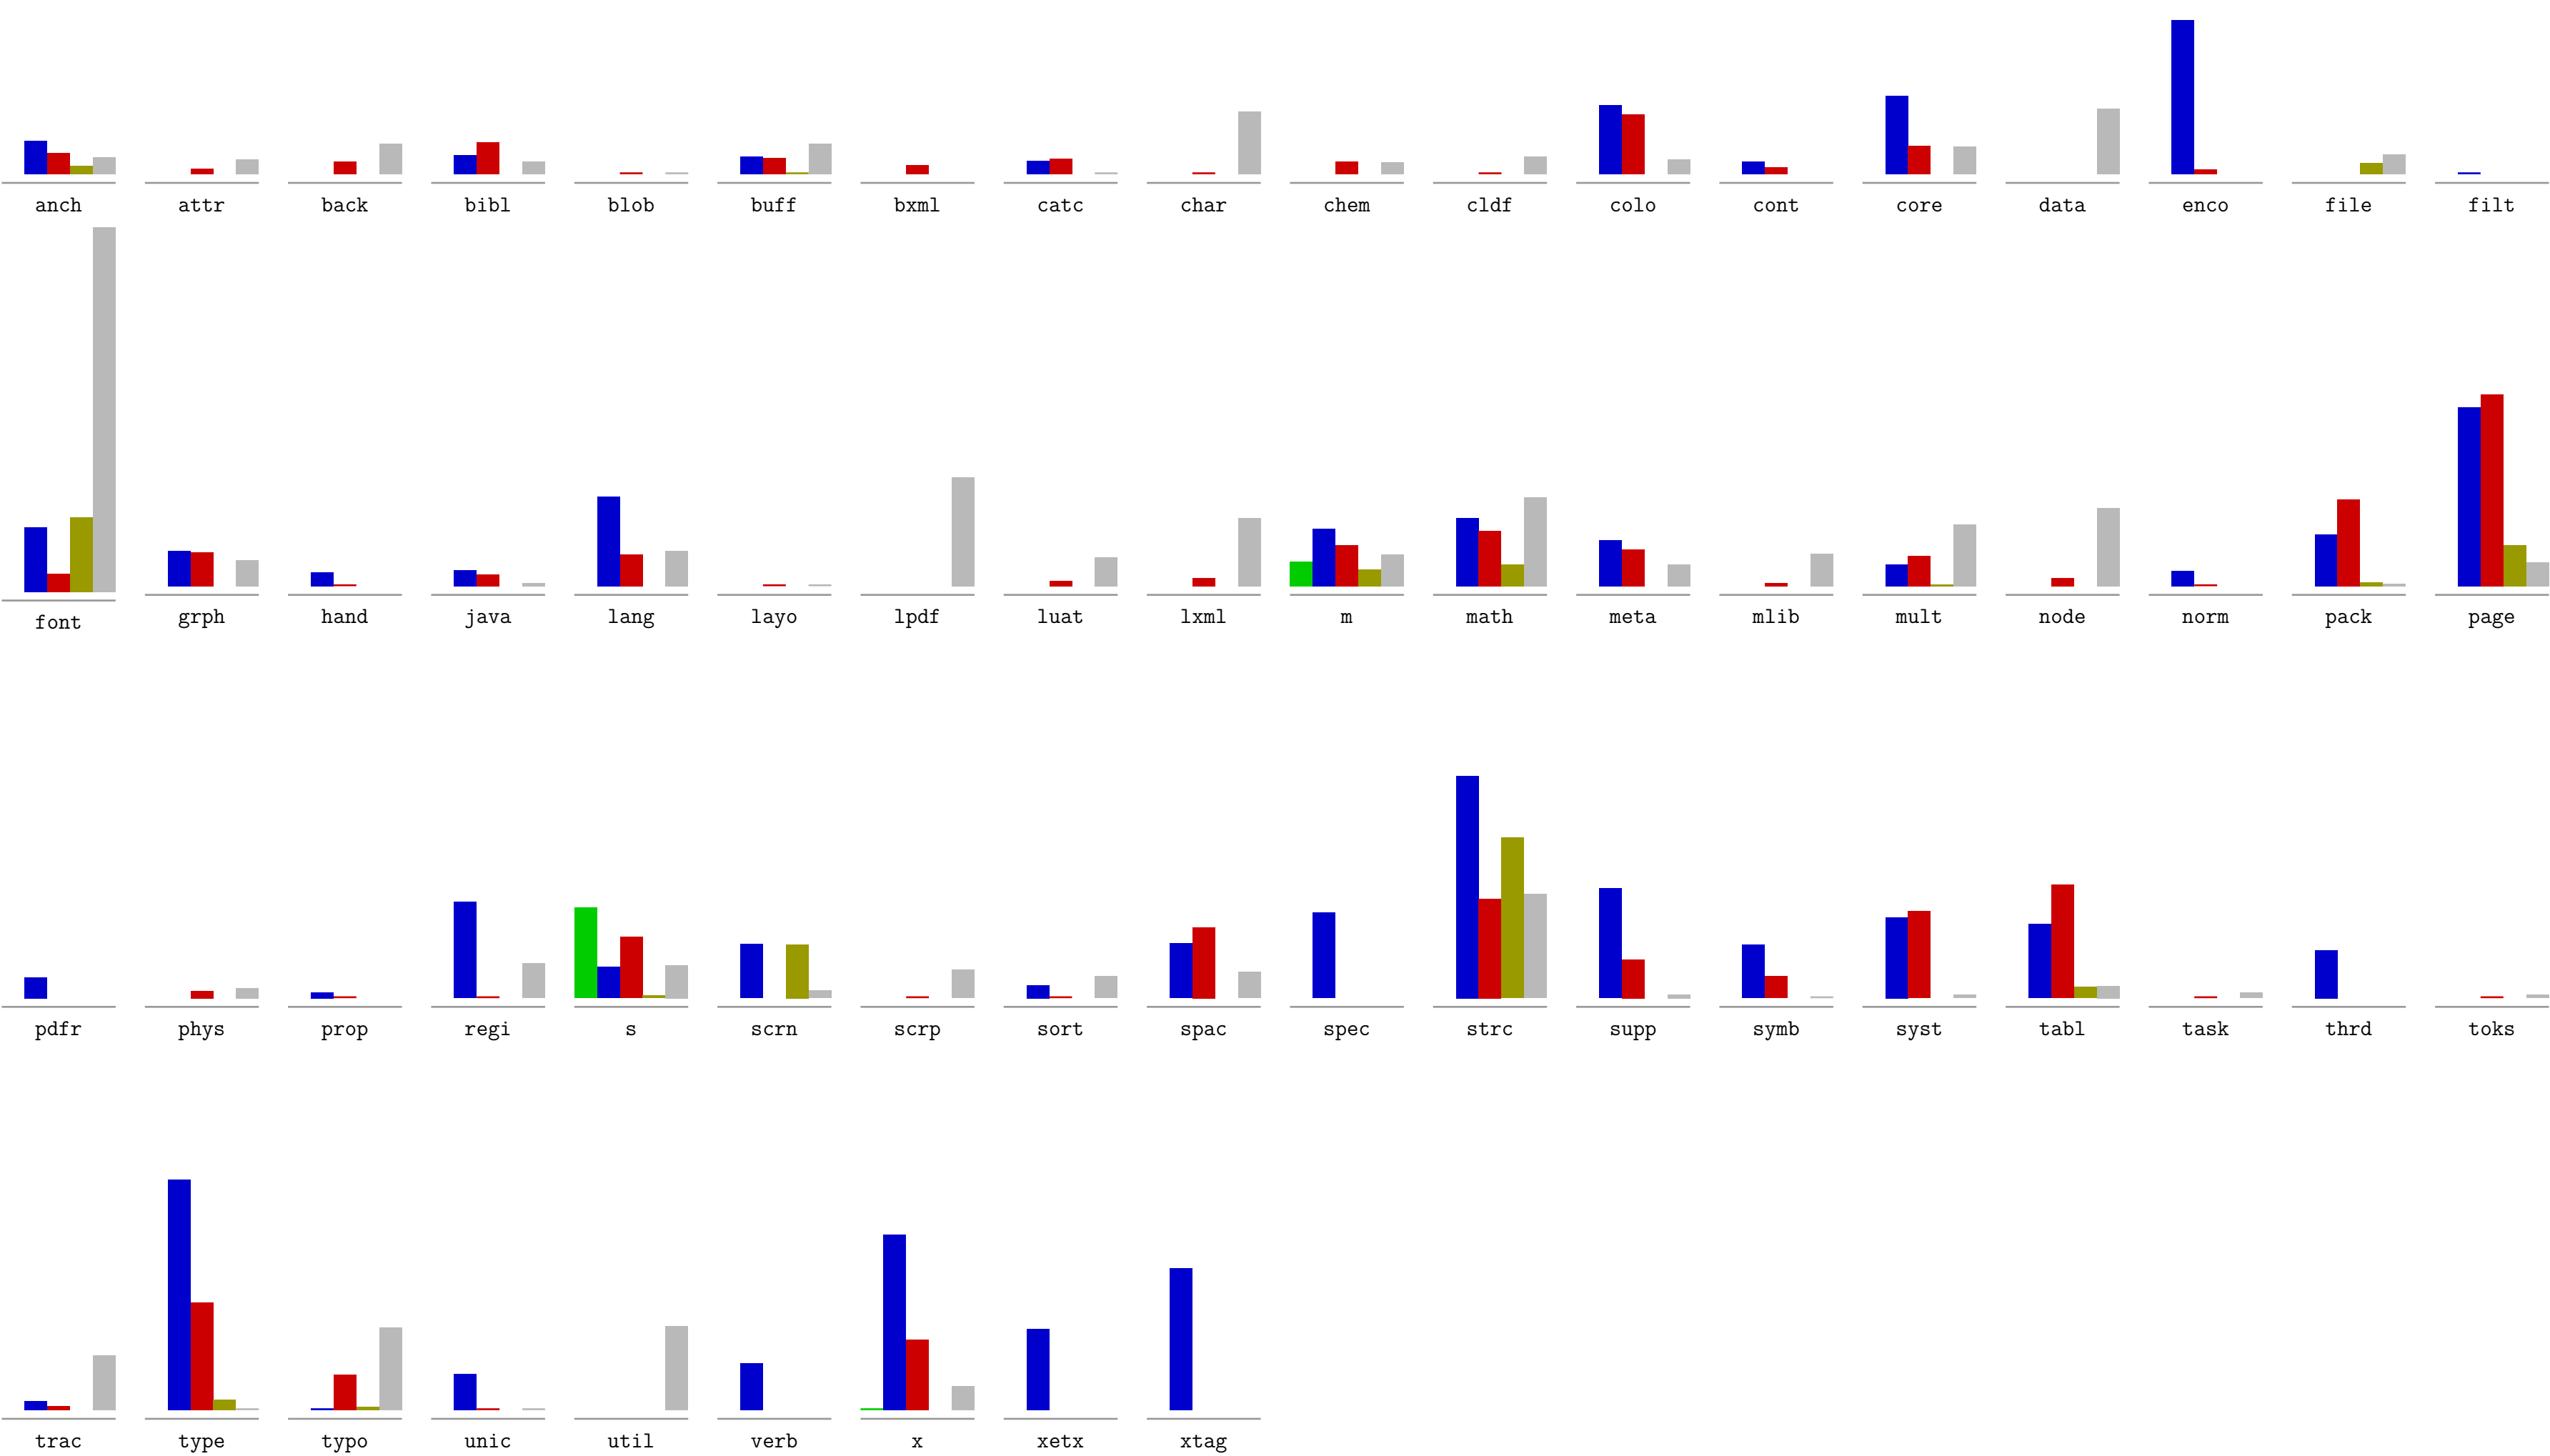 anch attr back bibl blob buff bxml catc char chem cldf colo cont core data enco file filt
font grph hand java lang layo lpdf luat lxml m math meta mlib mult node norm pack page
pdfr phys prop regi s scrn scrp sort spac spec strc supp symb syst tabl task thrd toks
trac type typo unic util verb x xetx xtag